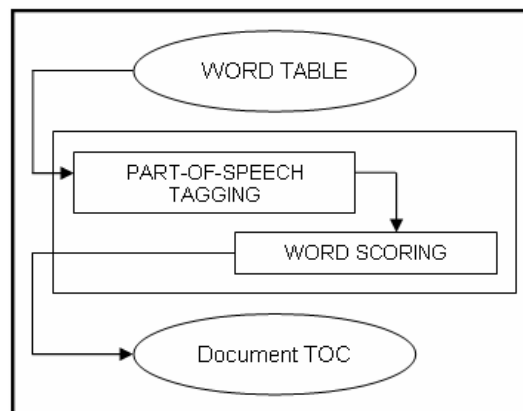 WORD TABLE
PART-OF-SPEECH
TAGGING
WORD SCORING
Document TOC